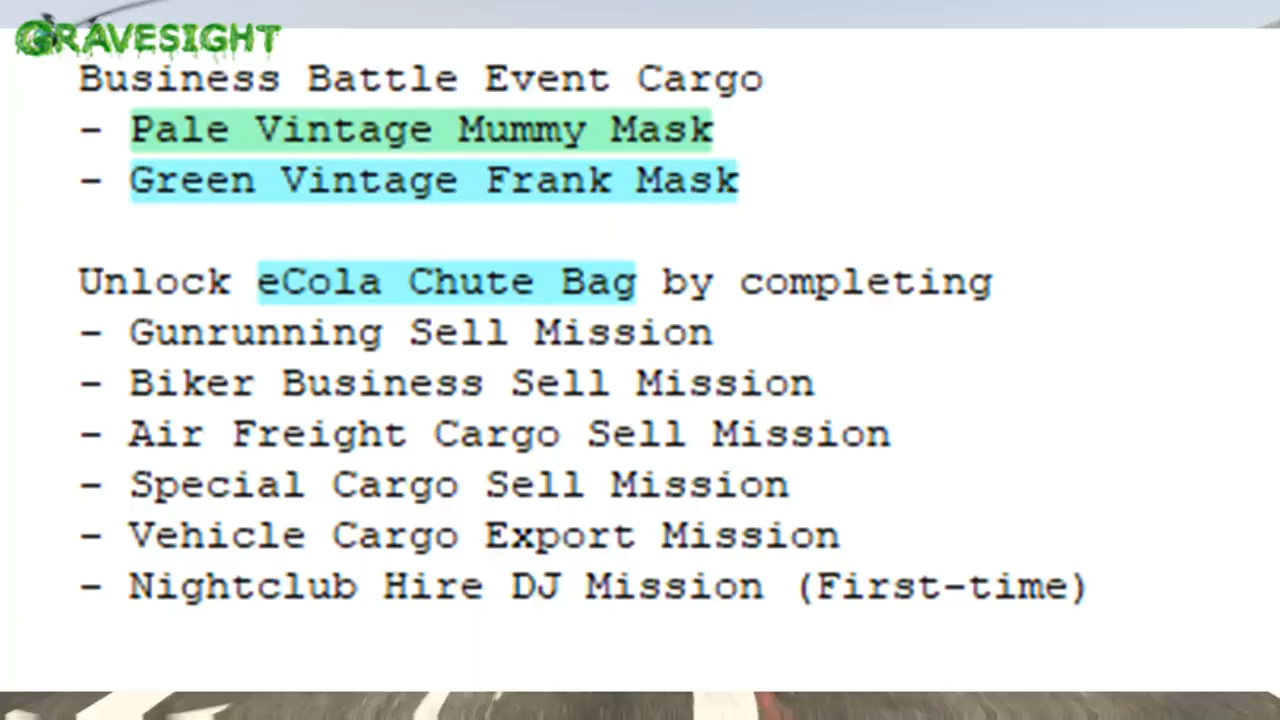 GRAVESIGHT
Business Battle Event Cargo
- Pale Vintage Mummy Mask
- Green Vintage Frank Mask
Unlock eCola Chute Bag by completing
- Gunrunning Sell Mission
- Biker Business Sell Mission
- Air Freight Cargo Sell Mission
- Special Cargo Sell Mission
- Vehicle Cargo Export Mission
- Nightclub Hire DJ Mission (First-time)